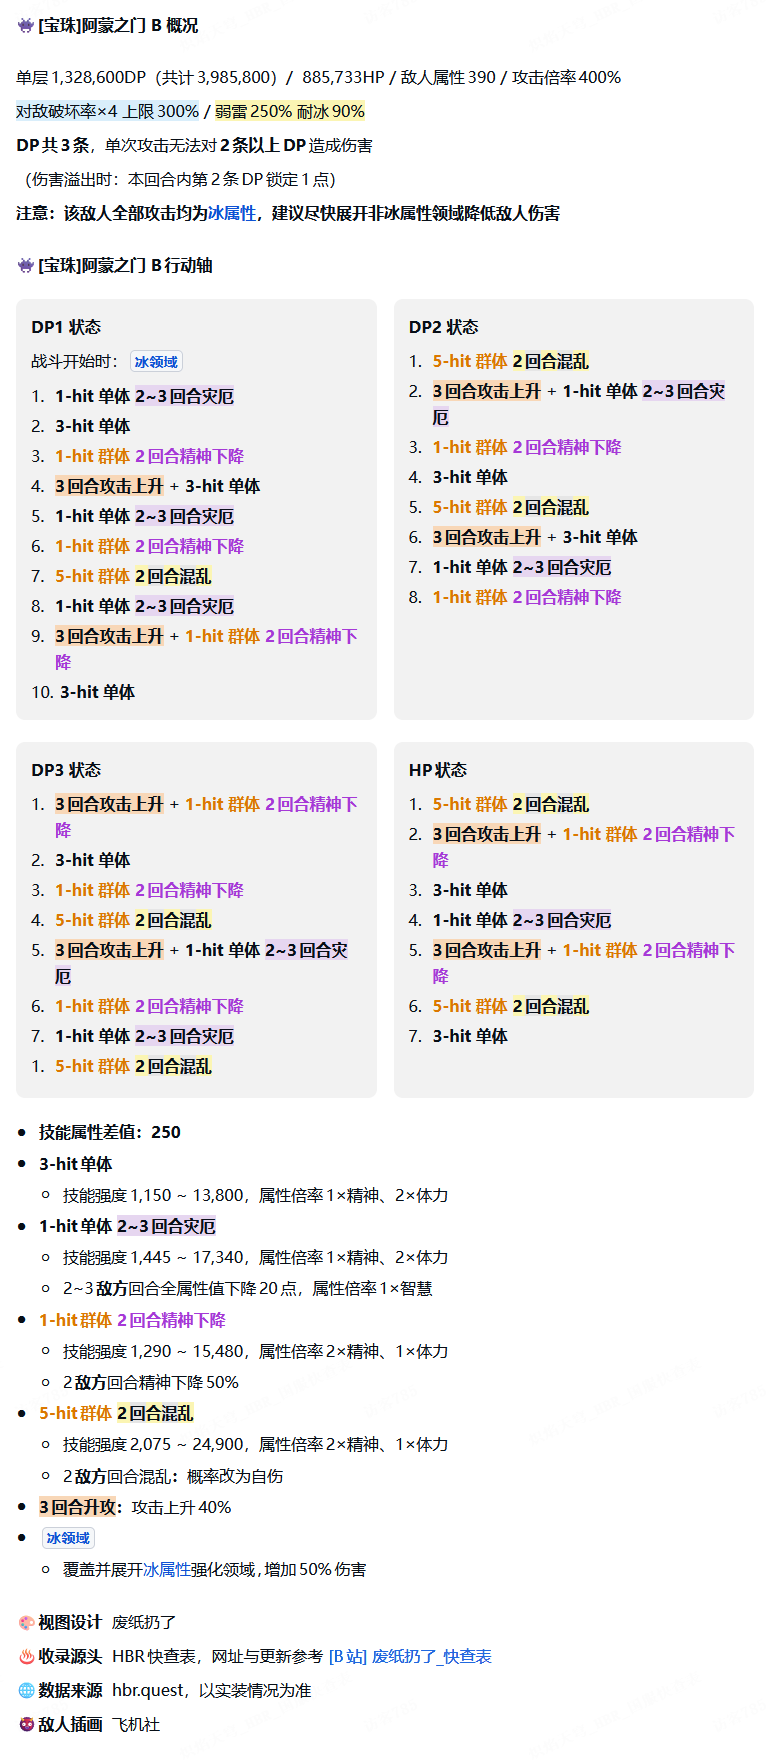 [宝珠]阿蒙之门 B 概况
单层 1,328,600DP（共计 3,985,800）/ 885,733HP / 敌人属性 390 / 攻击倍率 400%
对敌破坏率×4 上限 300% / 弱雷 250% 耐冰 90%
DP 共 3 条，单次攻击无法对 2 条以上 DP 造成伤害
（伤害溢出时：本回合内第 2 条 DP 锁定 1 点）
注意：该敌人全部攻击均为冰属性，建议尽快展开非冰属性领域降低敌人伤害
[宝珠]阿蒙之门 B 行动轴
DP1 状态
战斗开始时： 冰领域
1. 1-hit 单体 2~3 回合灾厄
2. 3-hit 单体
3. 1-hit 群体 2 回合精神下降
4. 3 回合攻击上升 + 3-hit 单体
5. 1-hit 单体 2~3 回合灾厄
6. 1-hit 群体 2 回合精神下降
7. 5-hit 群体 2 回合混乱
8. 1-hit 单体 2~3 回合灾厄
9. 3 回合攻击上升 + 1-hit 群体 2 回合精神下
降
10. 3-hit 单体
DP2 状态
1. 5-hit 群体 2 回合混乱
2. 3 回合攻击上升 + 1-hit 单体 2~3 回合灾
厄
3. 1-hit 群体 2 回合精神下降
4. 3-hit 单体
5. 5-hit 群体 2 回合混乱
6. 3 回合攻击上升 + 3-hit 单体
7. 1-hit 单体 2~3 回合灾厄
8. 1-hit 群体 2 回合精神下降
DP3 状态
1. 3 回合攻击上升 + 1-hit 群体 2 回合精神下
降
2. 3-hit 单体
3. 1-hit 群体 2 回合精神下降
4. 5-hit 群体 2 回合混乱
5. 3 回合攻击上升 + 1-hit 单体 2~3 回合灾
厄
6. 1-hit 群体 2 回合精神下降
7. 1-hit 单体 2~3 回合灾厄
1. 5-hit 群体 2 回合混乱
HP 状态
1. 5-hit 群体 2 回合混乱
2. 3 回合攻击上升 + 1-hit 群体 2 回合精神下
降
3. 3-hit 单体
4. 1-hit 单体 2~3 回合灾厄
5. 3 回合攻击上升 + 1-hit 群体 2 回合精神下
降
6. 5-hit 群体 2 回合混乱
7. 3-hit 单体
技能属性差值：250
3-hit 单体
技能强度 1,150 ~ 13,800，属性倍率 1×精神、2×体力
1-hit 单体 2~3 回合灾厄
技能强度 1,445 ~ 17,340，属性倍率 1×精神、2×体力
2~3 敌方回合全属性值下降 20 点，属性倍率 1×智慧
1-hit 群体 2 回合精神下降
技能强度 1,290 ~ 15,480，属性倍率 2×精神、1×体力
2 敌方回合精神下降 50%
5-hit 群体 2 回合混乱
技能强度 2,075 ~ 24,900，属性倍率 2×精神、1×体力
2 敌方回合混乱：概率改为自伤
3 回合升攻：攻击上升 40%
冰领域
覆盖并展开冰属性强化领域，增加 50% 伤害
视图设计 废纸扔了
收录源头 HBR 快查表，网址与更新参考 [B 站] 废纸扔了_快查表
数据来源 hbr.quest，以实装情况为准
敌人插画 飞机社